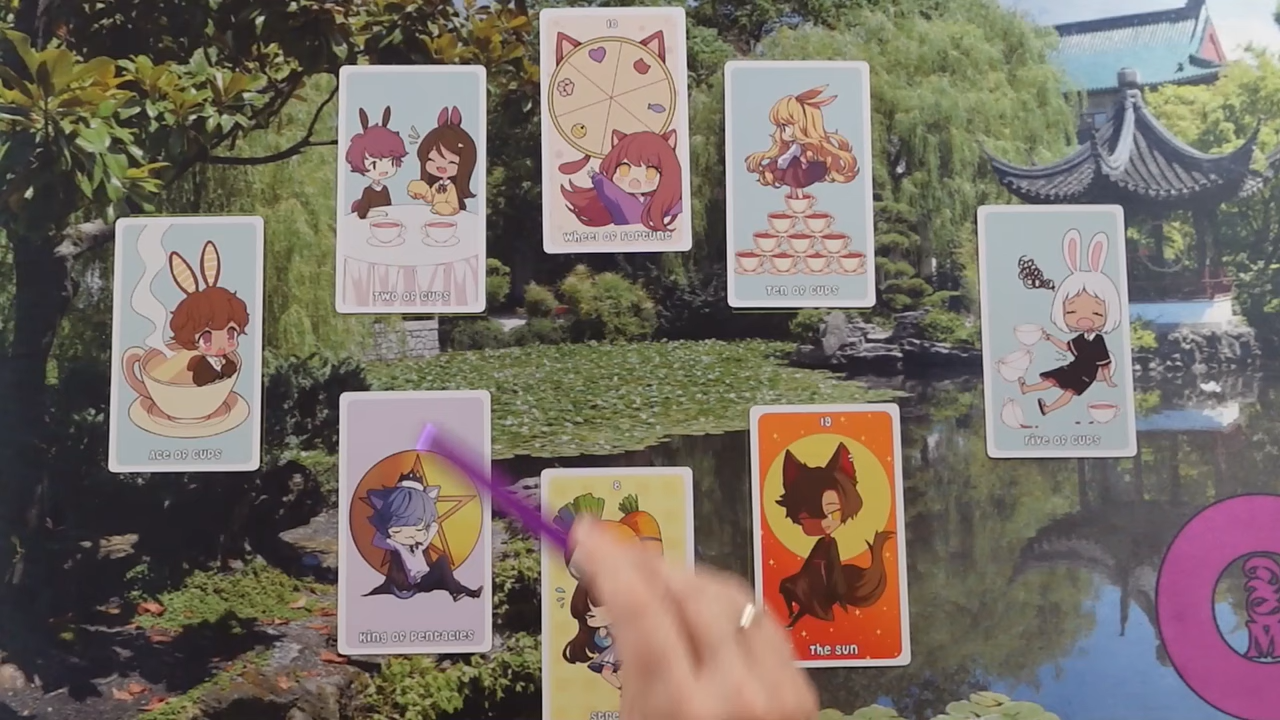 10
Wheel of Fortune
Two of Cups
Ten of Cups
Ace of Cups
Five of Cups
King of Pentacles
8
19
The Sun